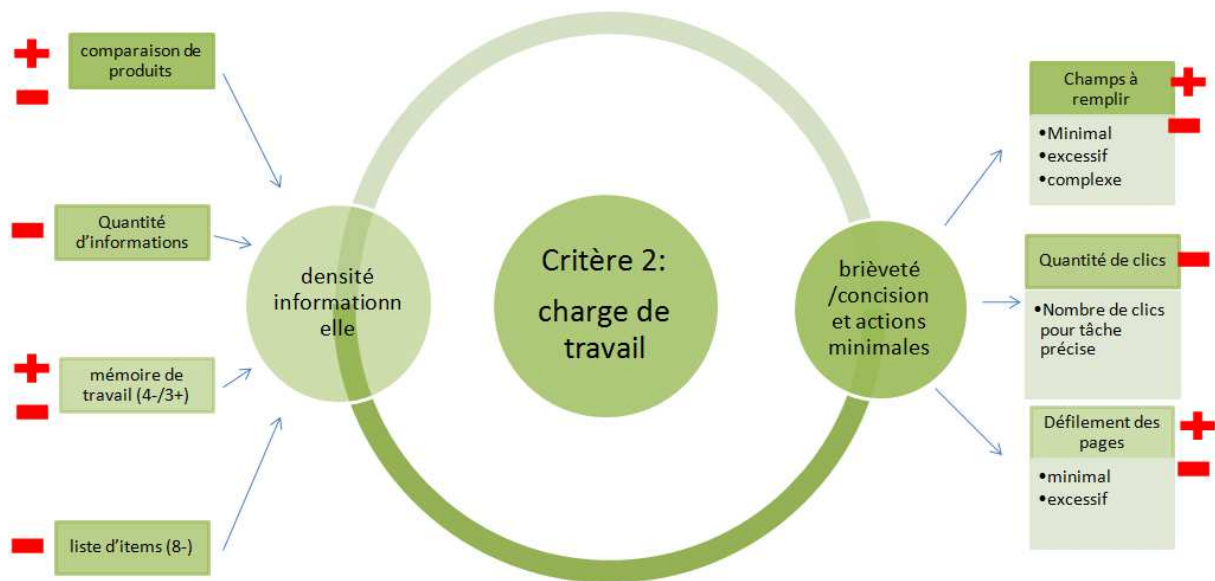 comparaison de
produits
Quantité
d'informations
mémoire de
travail (4-/3+)
liste d'items (8-)
densité
informationn
elle
Critère 2:
charge de
travail
brièveté
/concision
et actions
minimales
Champs à
remplir
•Minimal
•excessif
•complexe
Quantité de clics
•Nombre de clics
pour tâche
précise
Défilement des
pages
•minimal
•excessif